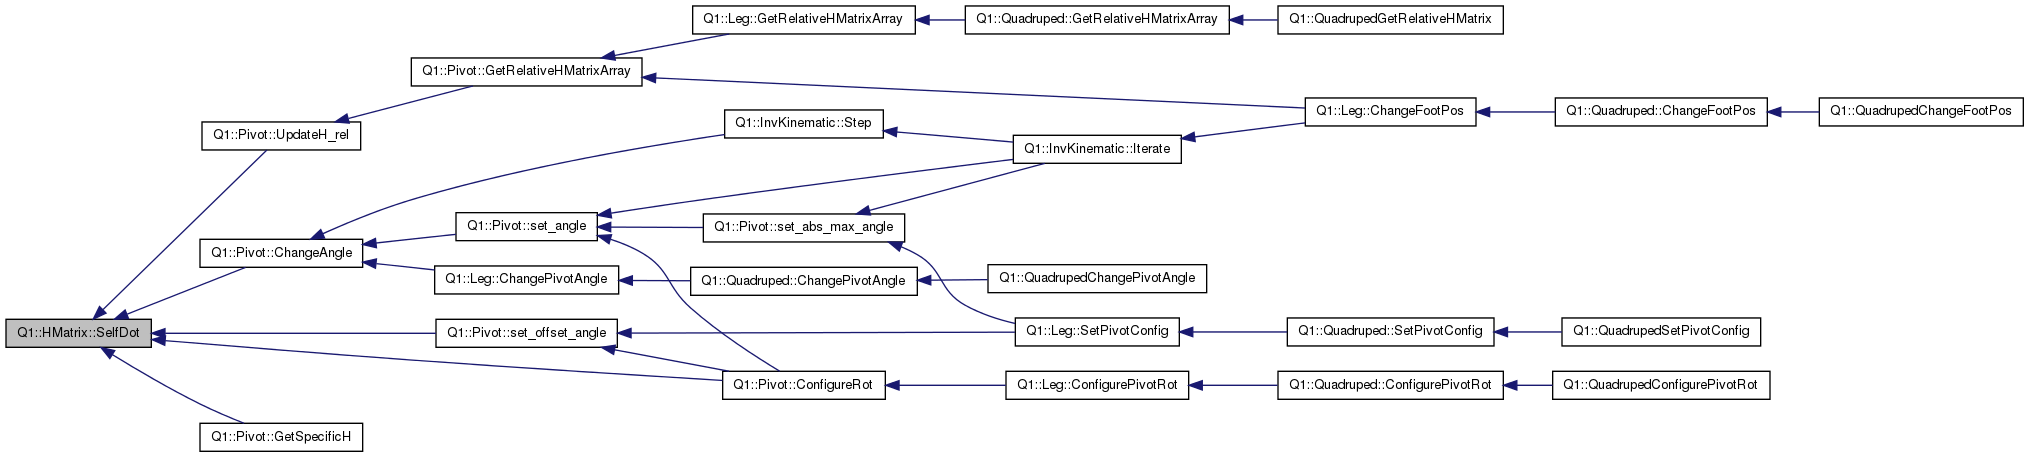 Q1::Leg::GetRelativeHMatrixArray
Q1::Quadruped::GetRelativeHMatrixArray
Q1::QuadrupedGetRelativeHMatrix
Q1::Pivot::GetRelativeHMatrixArray
Q1::Leg::ChangeFootPos
Q1::Quadruped::ChangeFootPos
Q1::QuadrupedChangeFootPos
Q1::InvKinematic::Step
Q1::Pivot::UpdateH_rel
Q1::InvKinematic::Iterate
Q1::Pivot::set_angle
Q1::Pivot::set_abs_max_angle
Q1::Pivot::ChangeAngle
Q1::Leg::ChangePivotAngle
Q1::Quadruped::ChangePivotAngle
Q1::QuadrupedChangePivotAngle
Q1::HMatrix::SelfDot
Q1::Pivot::set_offset_angle
Q1::Leg::SetPivotConfig
Q1::Quadruped::SetPivotConfig
Q1::QuadrupedSetPivotConfig
Q1::Pivot::ConfigureRot
Q1::Leg::ConfigurePivotRot
Q1::Quadruped::ConfigurePivotRot
Q1::QuadrupedConfigurePivotRot
Q1::Pivot::GetSpecificH